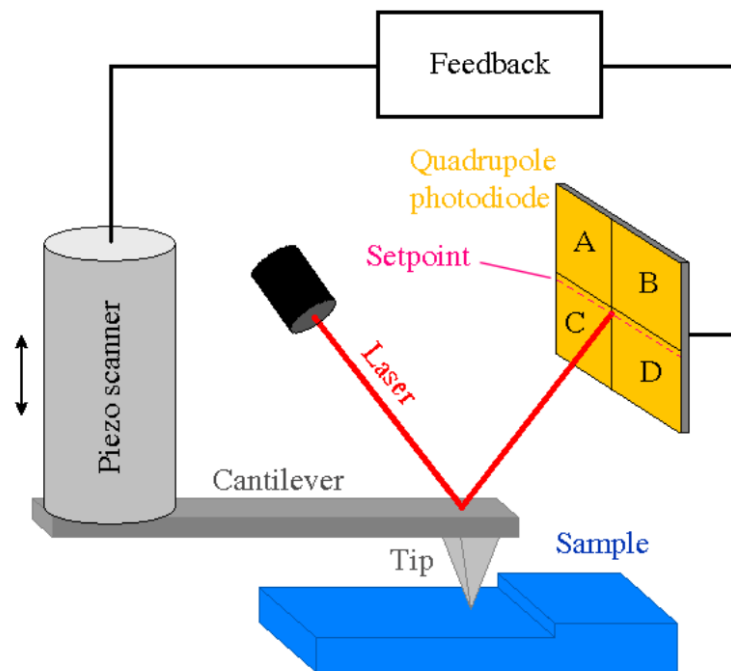 Feedback
Quadrupole
photodiode
Setpoint
A
B
C
D
Laser
Piezo scanner
Cantilever
Tip
Sample